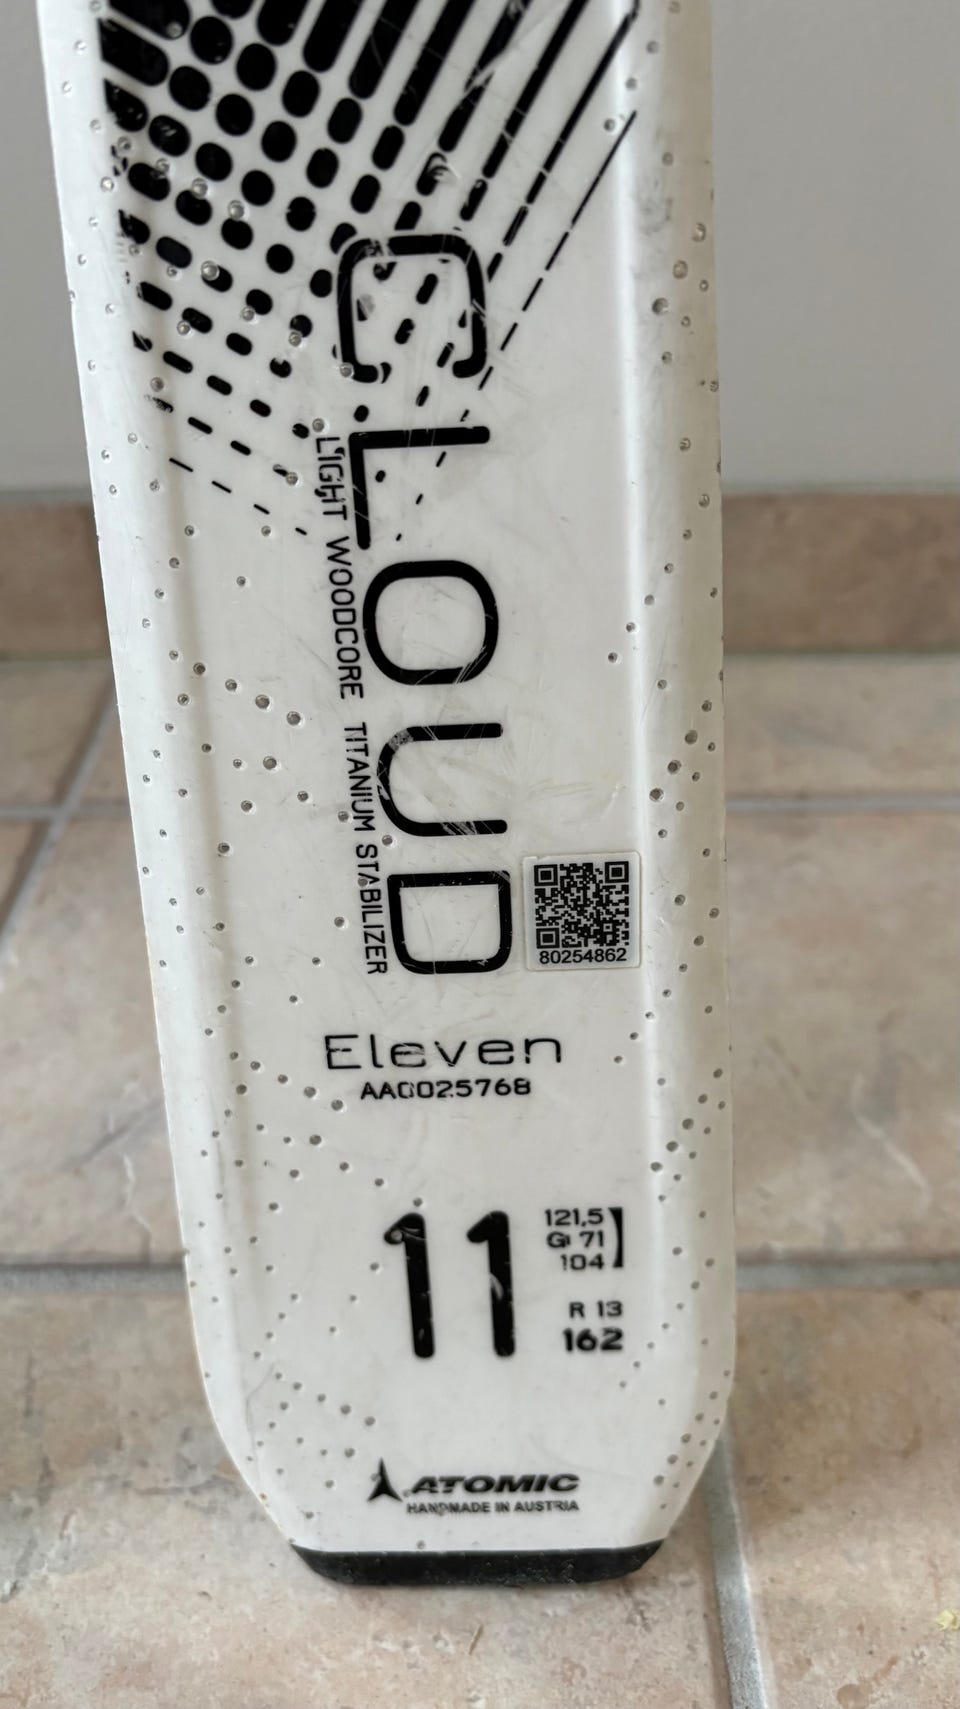 CLOUD
LIGHT WOODCORE TITANIUM STABILIZER
80254862
Eleven
AA0025768
11
121,5
71
104
R 13
162
ATOMIC
HANDMADE IN AUSTRIA